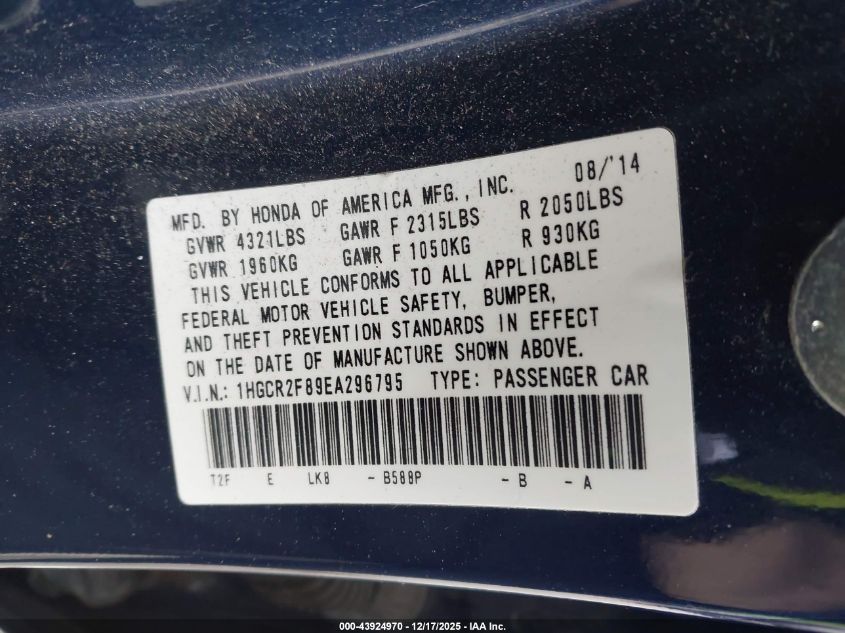 MFD. BY HONDA OF AMERICA MFG., INC. 08/'14
GVWR 4321LBS GAWR F 2315LBS R 2050LBS
GVWR 1960KG GAWR F 1050KG R 930KG
THIS VEHICLE CONFORMS TO ALL APPLICABLE
FEDERAL MOTOR VEHICLE SAFETY, BUMPER,
AND THEFT PREVENTION STANDARDS IN EFFECT
ON THE DATE OF MANUFACTURE SHOWN ABOVE.
V.I.N.: 1HGCR2F89EA296795 TYPE: PASSENGER CAR
T2F E LK8 - B588P - B - A
000-43924970 - 12/17/2025 - IAA Inc.